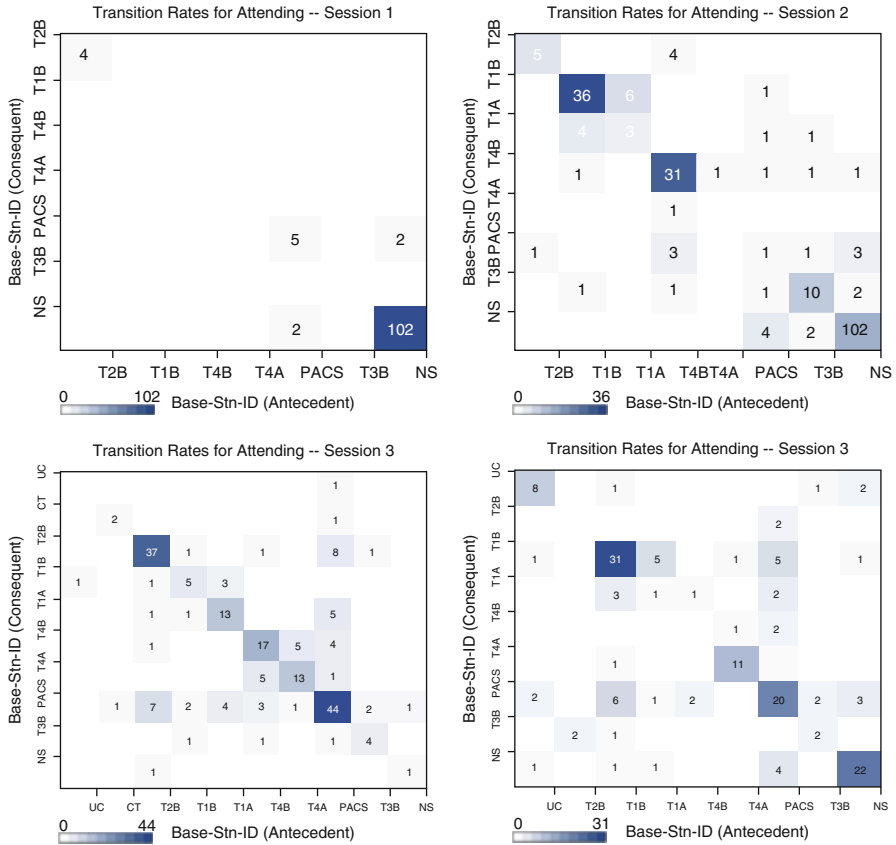 Transition Rates for Attending -- Session 1
Base-Stn-ID (Consequent)
T2B
T1B
T4B
T4A
PACS
T3B
NS
4
5 2
2 102
T2B T1B T4B T4A PACS T3B NS
0 102
Base-Stn-ID (Antecedent)
Transition Rates for Attending -- Session 2
Base-Stn-ID (Consequent)
T2B
T1B
T1A
T4B
T4A
PACS
T3B
NS
5 4
36 6 1
4 3 1 1
1 31 1 1 1 1
1
1 3 1 1 3
1 1 1 10 2
4 2 102
T2B T1B T1A T4B T4A PACS T3B NS
0 36
Base-Stn-ID (Antecedent)
Transition Rates for Attending -- Session 3
Base-Stn-ID (Consequent)
UC
CT
T2B
T1B
T1A
T4B
T4A
PACS
T3B
NS
1
2 1
37 1 1 8 1
1 1 5 3
1 1 13 5
1 17 5 4
5 13 1
1 7 2 4 3 1 44 2 1
1 1 1 4
1 1
UC CT T2B T1B T1A T4B T4A PACS T3B NS
0 44
Base-Stn-ID (Antecedent)
Transition Rates for Attending -- Session 3
Base-Stn-ID (Consequent)
UC
T2B
T1B
T1A
T4B
T4A
PACS
T3B
NS
8 1 1 2
2
1 31 5 1 5 1
3 1 1 2
1 2
1 11
2 6 1 2 20 2 3
2 1 2
1 1 1 4 22
UC T2B T1B T1A T4B T4A PACS T3B NS
0 31
Base-Stn-ID (Antecedent)